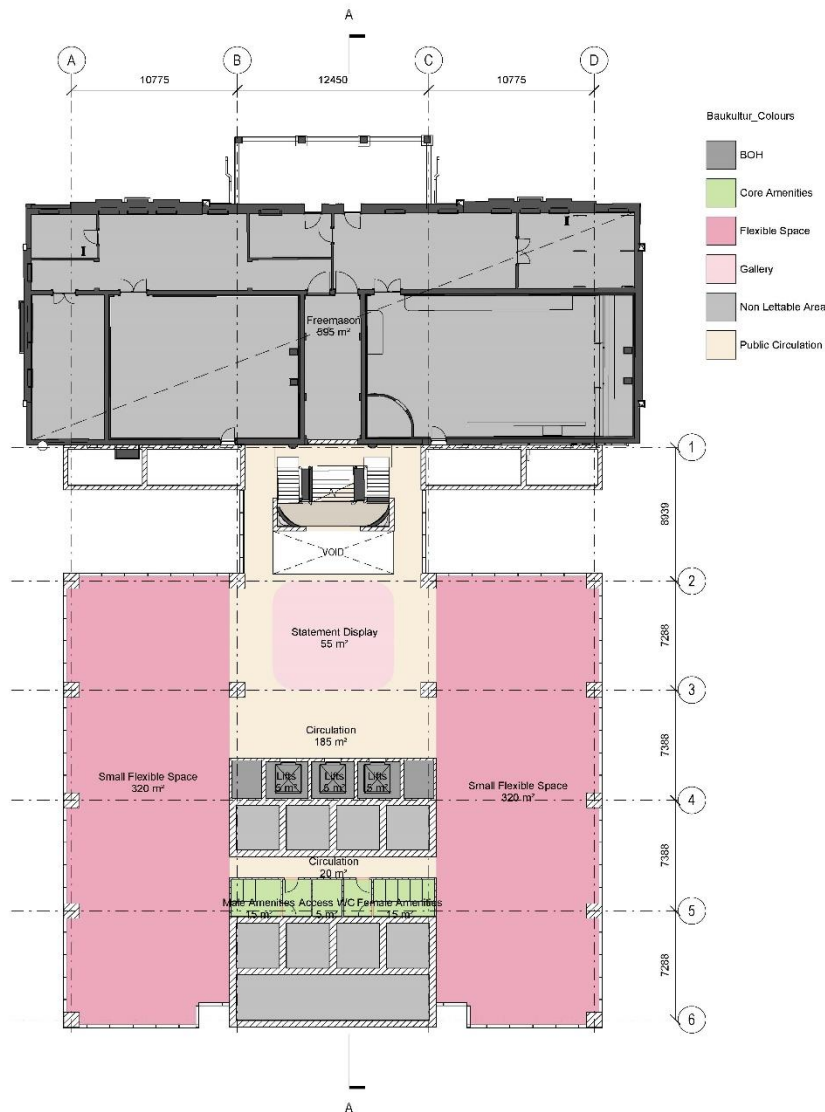 A
A
B
C
D
10775
12450
10775
Baukultur_Colours
BOH
Core Amenities
Flexible Space
Gallery
Non Lettable Area
Public Circulation
Freemason
595 m²
1
8939
VOID
2
Statement Display
55 m²
7288
3
Circulation
185 m²
7388
Small Flexible Space
320 m²
Lifts
5 m²
Lifts
5 m²
Lifts
5 m²
Small Flexible Space
320 m²
4
7388
Circulation
20 m²
Male Amenities
15 m²
Access WC
5 m²
Female Amenities
15 m²
5
7288
6
A